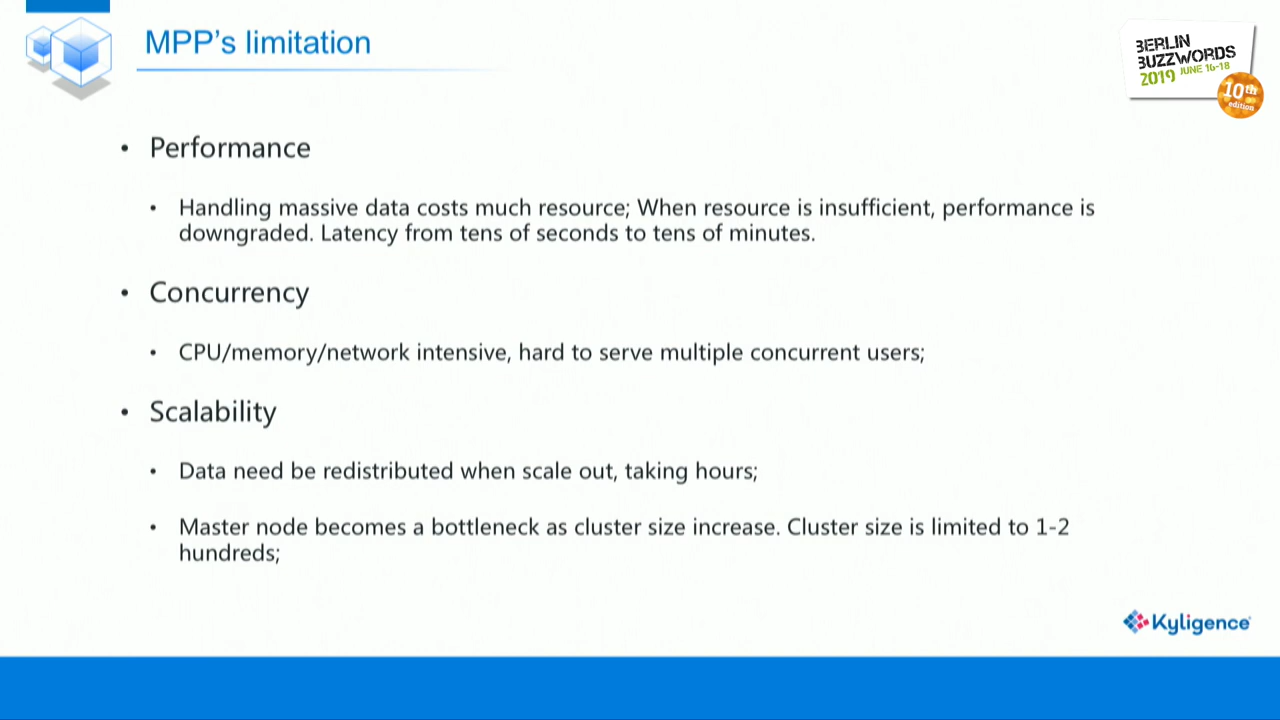 MPP's limitation
BERLIN
BUZZWORDS
2019 JUNE 16-18
10th
edition
• Performance
• Handling massive data costs much resource; When resource is insufficient, performance is
downgraded. Latency from tens of seconds to tens of minutes.
• Concurrency
• CPU/memory/network intensive, hard to serve multiple concurrent users;
• Scalability
• Data need be redistributed when scale out, taking hours;
• Master node becomes a bottleneck as cluster size increase. Cluster size is limited to 1-2
hundreds;
Kyligence